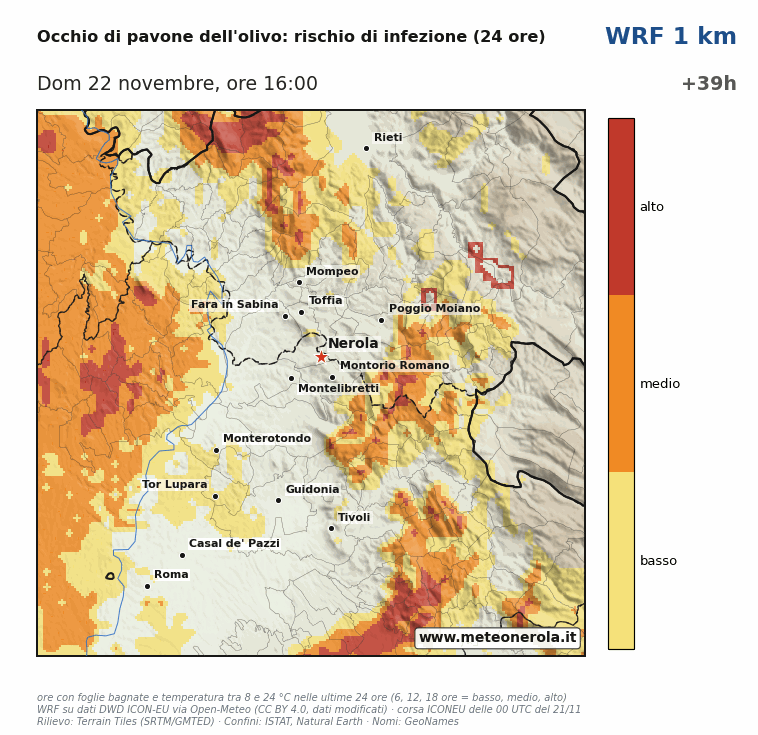 Occhio di pavone dell'olivo: rischio di infezione (24 ore)
WRF 1 km
Dom 22 novembre, ore 16:00
+39h
Rieti
alto
Mompeo
Toffia
Fara in Sabina
Poggio Moiano
Nerola
Montorio Romano
medio
Montelibretti
Monterotondo
Tor Lupara
Guidonia
Tivoli
Casal de' Pazzi
basso
Roma
www.meteonerola.it
ore con foglie bagnate e temperatura tra 8 e 24 °C nelle ultime 24 ore (6, 12, 18 ore = basso, medio, alto)
WRF su dati DWD ICON-EU via Open-Meteo (CC BY 4.0, dati modificati) · corsa ICONEU delle 00 UTC del 21/11
Rilievo: Terrain Tiles (SRTM/GMTED) · Confini: ISTAT, Natural Earth · Nomi: GeoNames